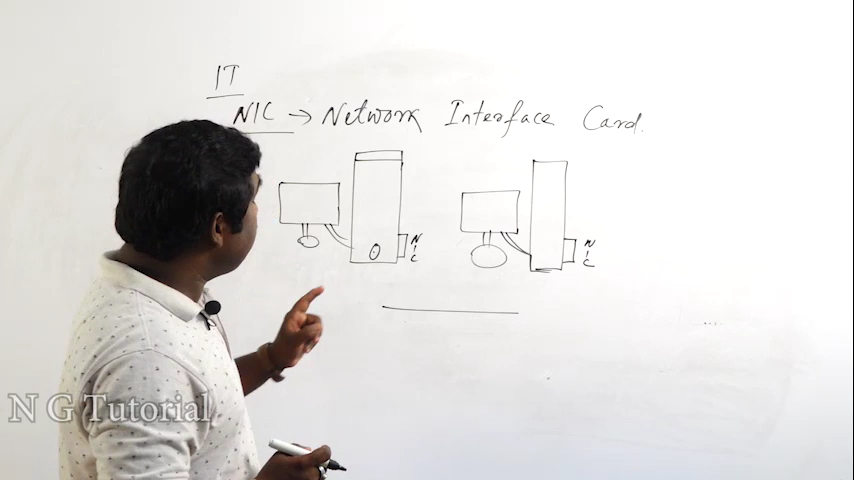 IT
NIC → Network Interface Card.
N I C
N I C
N G Tutorial